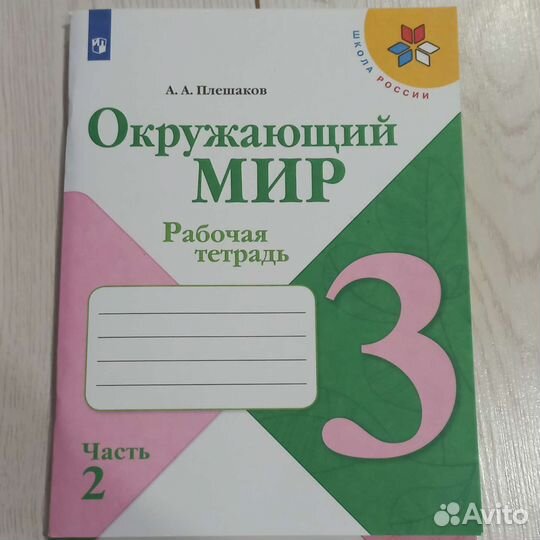 ШКОЛА РОССИИ
А. А. Плешаков
Окружающий
МИР
Рабочая
тетрадь
3
Часть
2
Avito